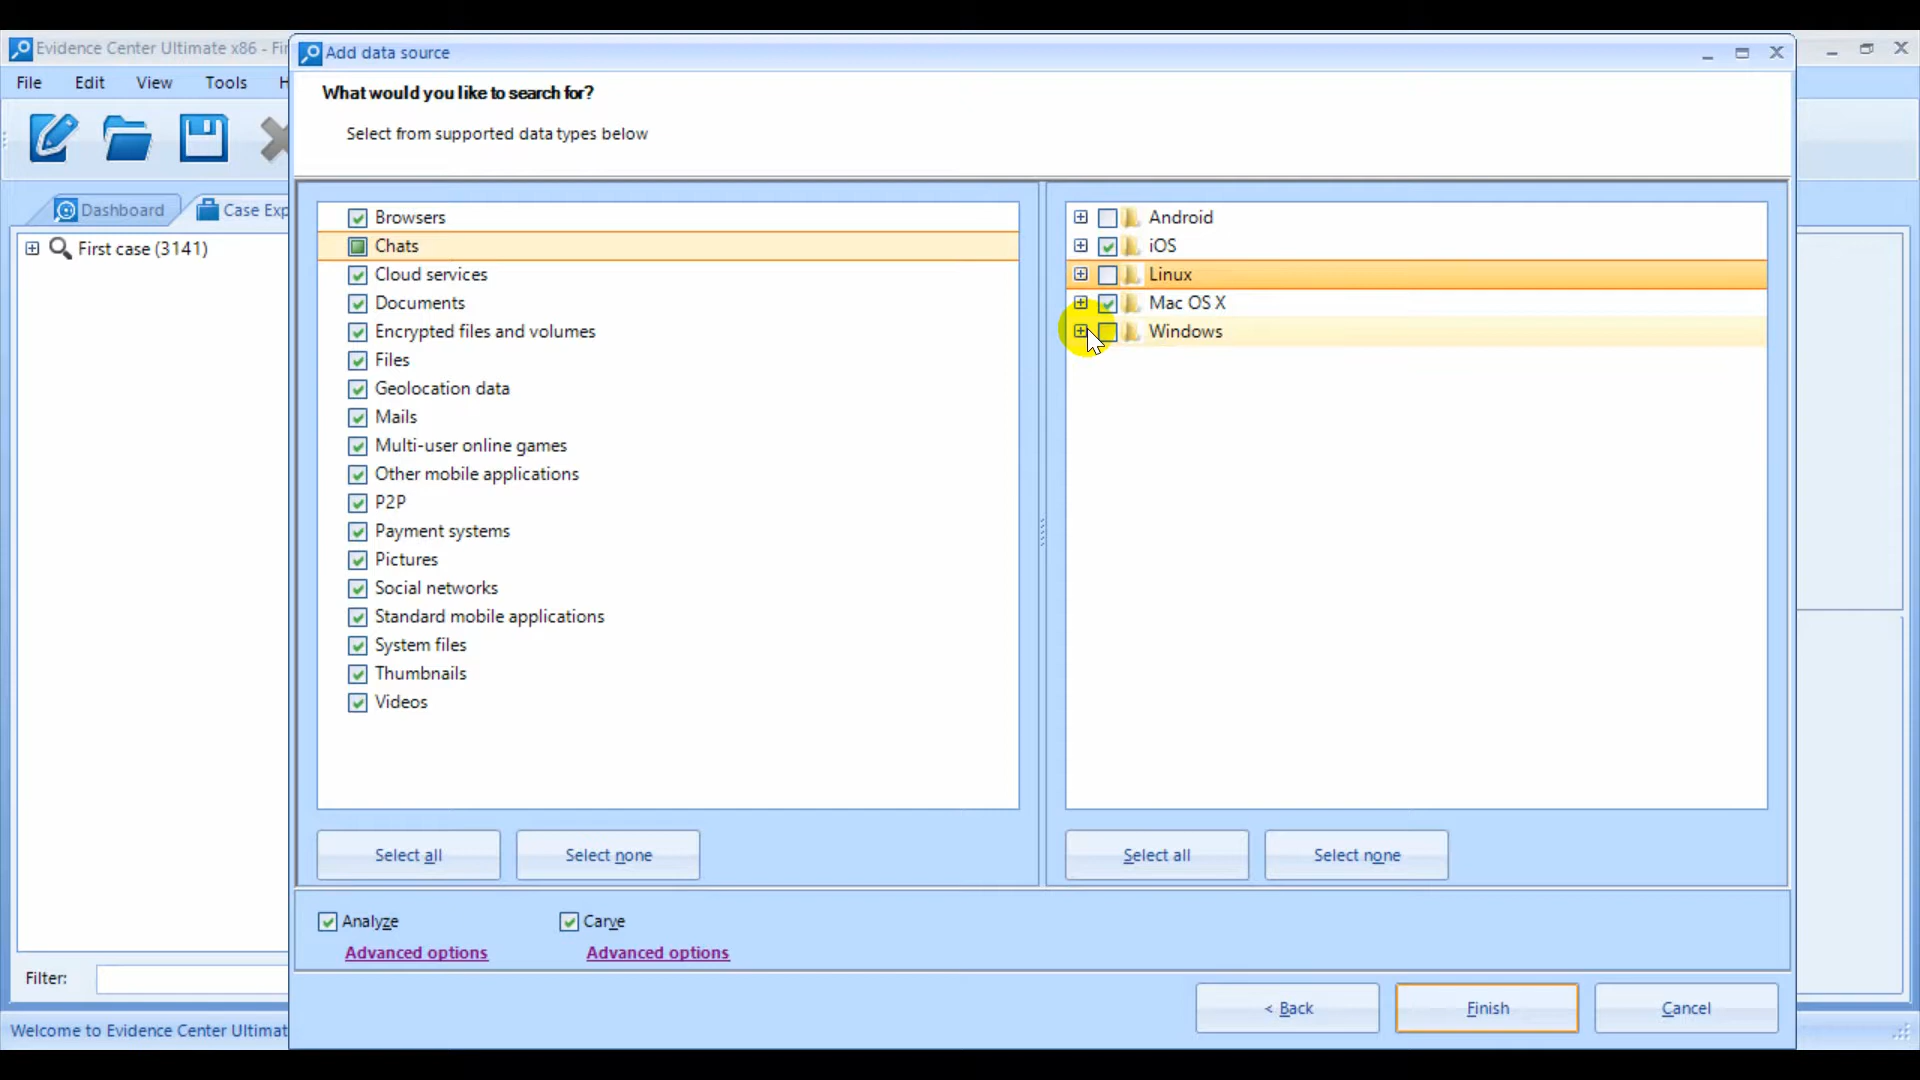 Evidence Center Ultimate x86 - Fir
Add data source
File Edit View Tools H
What would you like to search for?
Select from supported data types below
Dashboard
Case Exp
First case (3141)
Browsers
Chats
Cloud services
Documents
Encrypted files and volumes
Files
Geolocation data
Mails
Multi-user online games
Other mobile applications
P2P
Payment systems
Pictures
Social networks
Standard mobile applications
System files
Thumbnails
Videos
Android
iOS
Linux
Mac OS X
Windows
Select all
Select none
Select all
Select none
Analyze
Carve
Advanced options
Advanced options
Filter:
< Back
Finish
Cancel
Welcome to Evidence Center Ultimat